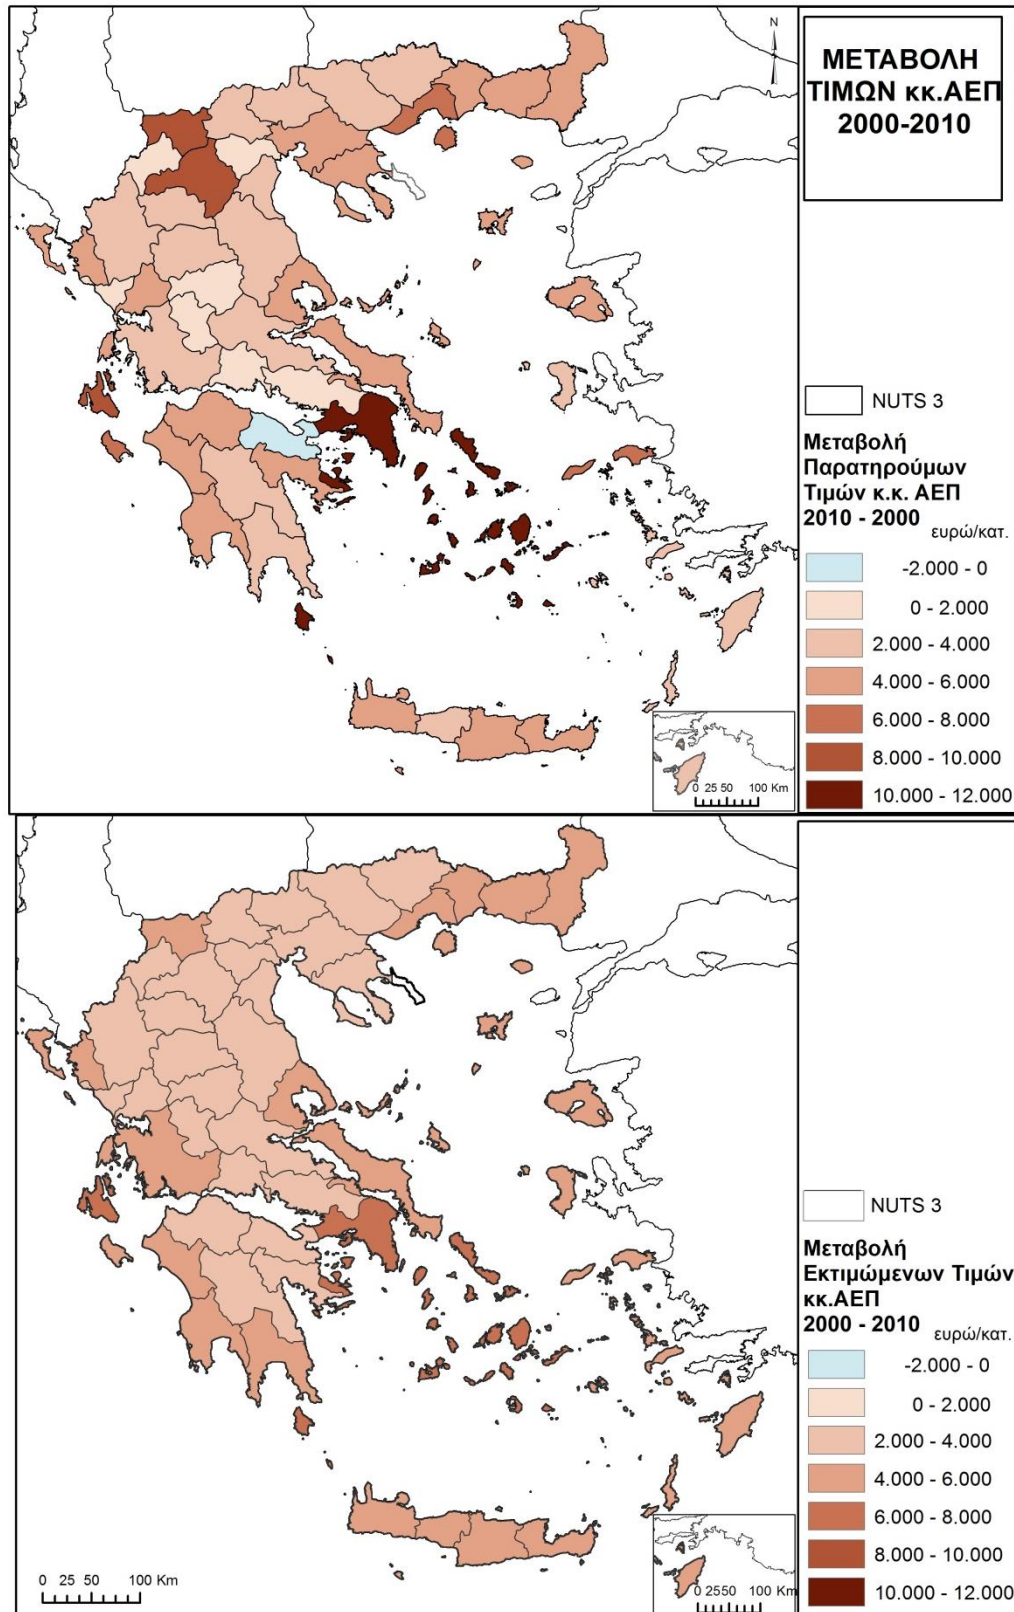 N
ΜΕΤΑΒΟΛΗ
ΤΙΜΩΝ κκ.ΑΕΠ
2000-2010
NUTS 3
Μεταβολή
Παρατηρούμων
Τιμών κ.κ. ΑΕΠ
2010 - 2000
ευρώ/κατ.
-2.000 - 0
0 - 2.000
2.000 - 4.000
4.000 - 6.000
6.000 - 8.000
8.000 - 10.000
10.000 - 12.000
0 25 50 100 Km
NUTS 3
Μεταβολή
Εκτιμώμενων Τιμών
κκ.ΑΕΠ
2000 - 2010
ευρώ/κατ.
-2.000 - 0
0 - 2.000
2.000 - 4.000
4.000 - 6.000
6.000 - 8.000
8.000 - 10.000
10.000 - 12.000
0 25 50 100 Km
0 2550 100 Km